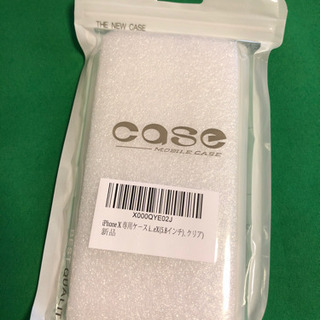 THE NEW CASE
case
MOBILE CASE
X000QYE02J
iPhone X 専用ケース L.eX(5.8インチ), クリア)
新品